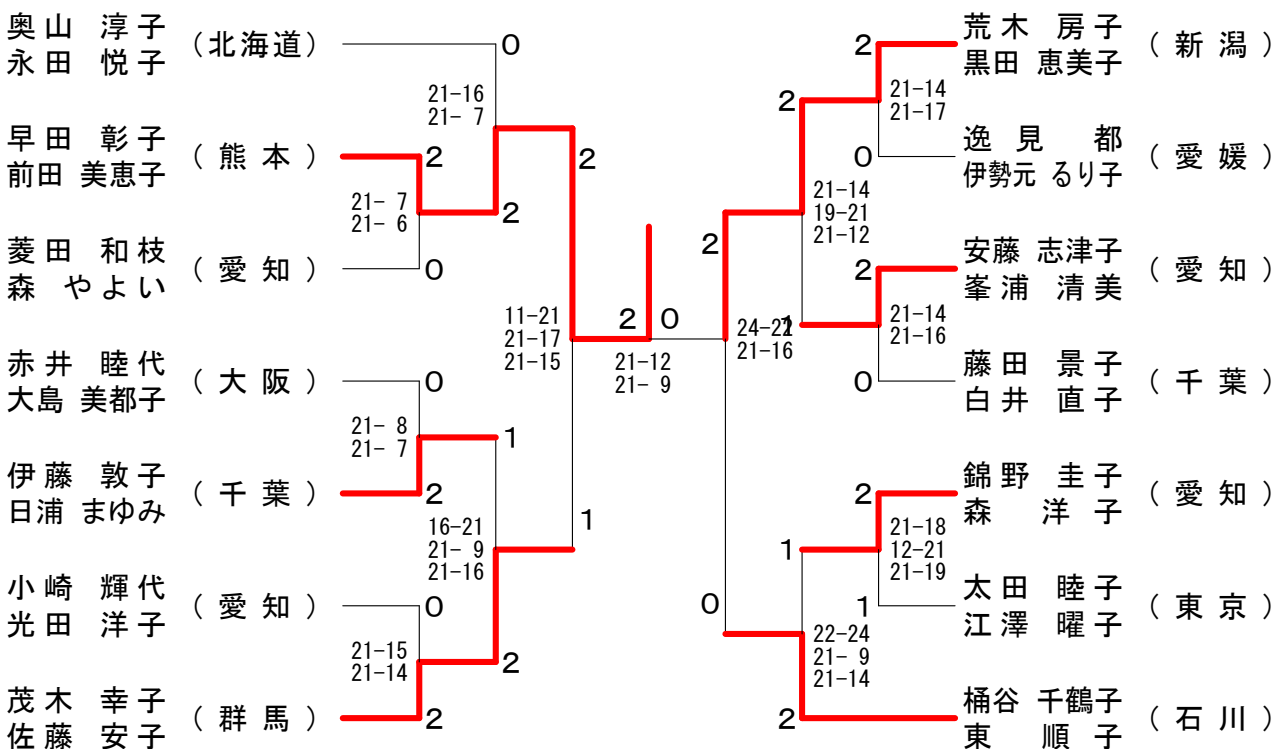 奥山 淳子
永田 悦子
(北海道)
0
21-16
21- 7
早田 彰子
前田 美恵子
(熊本)
2
21- 7
21- 6
2
菱田 和枝
森 やよい
(愛知)
0
2
11-21
21-17
21-15
赤井 睦代
大島 美都子
(大阪)
0
21- 8
21- 7
1
伊藤 敦子
日浦 まゆみ
(千葉)
2
16-21
21- 9
21-16
1
小崎 輝代
光田 洋子
(愛知)
0
21-15
21-14
2
茂木 幸子
佐藤 安子
(群馬)
2
2
0
21-12
21- 9
荒木 房子
黒田 恵美子
(新潟)
2
21-14
21-17
2
逸見 都
伊勢元 るり子
(愛媛)
0
21-14
19-21
21-12
2
安藤 志津子
峯浦 清美
(愛知)
2
21-14
21-16
1
24-22
21-16
藤田 景子
白井 直子
(千葉)
0
錦野 圭子
森 洋子
(愛知)
2
21-18
12-21
21-19
1
太田 睦子
江澤 曜子
(東京)
1
0
22-24
21- 9
21-14
桶谷 千鶴子
東 順子
(石川)
2